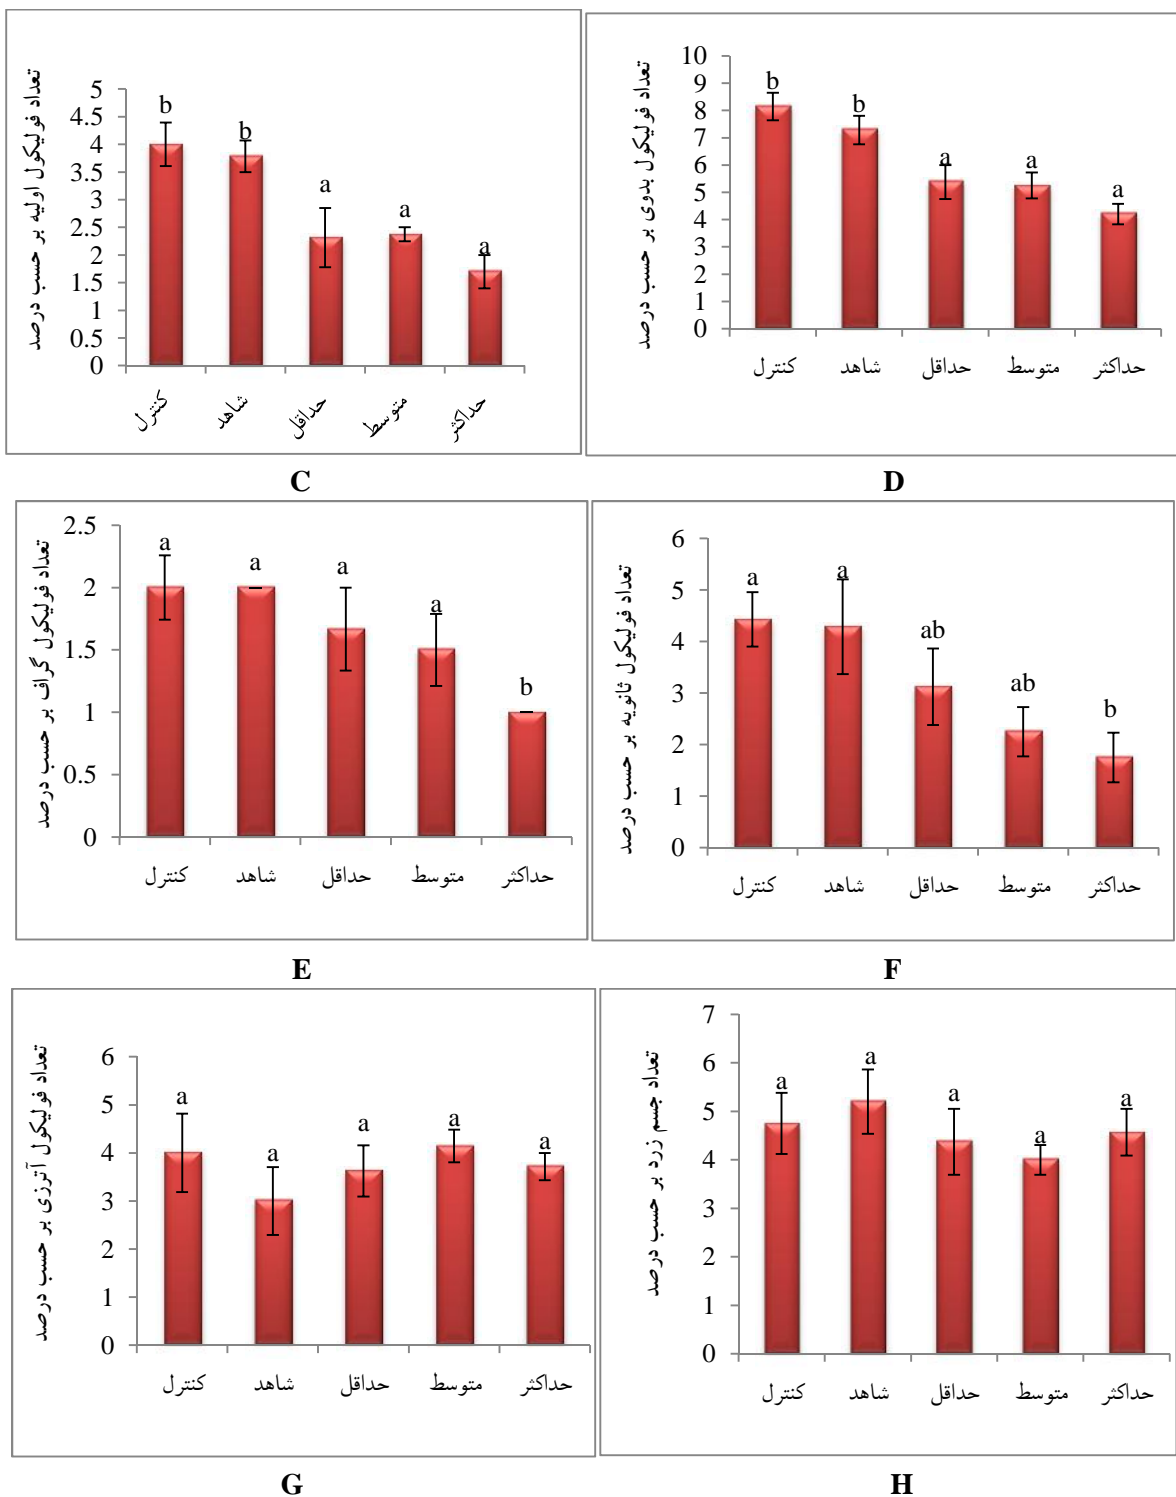 تعداد فولیکول اولیه بر حسب درصد
5
4.5
4
3.5
3
2.5
2
1.5
1
0.5
0
b
b
a
a
a
کنترل
شاهد
حداقل
متوسط
حداکثر
C
تعداد فولیکول بدوی بر حسب درصد
10
9
8
7
6
5
4
3
2
1
0
b
b
a
a
a
کنترل
شاهد
حداقل
متوسط
حداکثر
D
تعداد فولیکول گراف بر حسب درصد
2.5
2
1.5
1
0.5
0
a
a
a
a
b
کنترل
شاهد
حداقل
متوسط
حداکثر
E
تعداد فولیکول ثانویه بر حسب درصد
6
5
4
3
2
1
0
a
a
ab
ab
b
کنترل
شاهد
حداقل
متوسط
حداکثر
F
تعداد فولیکول آترزی بر حسب درصد
6
5
4
3
2
1
0
a
a
a
a
a
کنترل
شاهد
حداقل
متوسط
حداکثر
G
تعداد جسم زرد بر حسب درصد
7
6
5
4
3
2
1
0
a
a
a
a
a
کنترل
شاهد
حداقل
متوسط
حداکثر
H